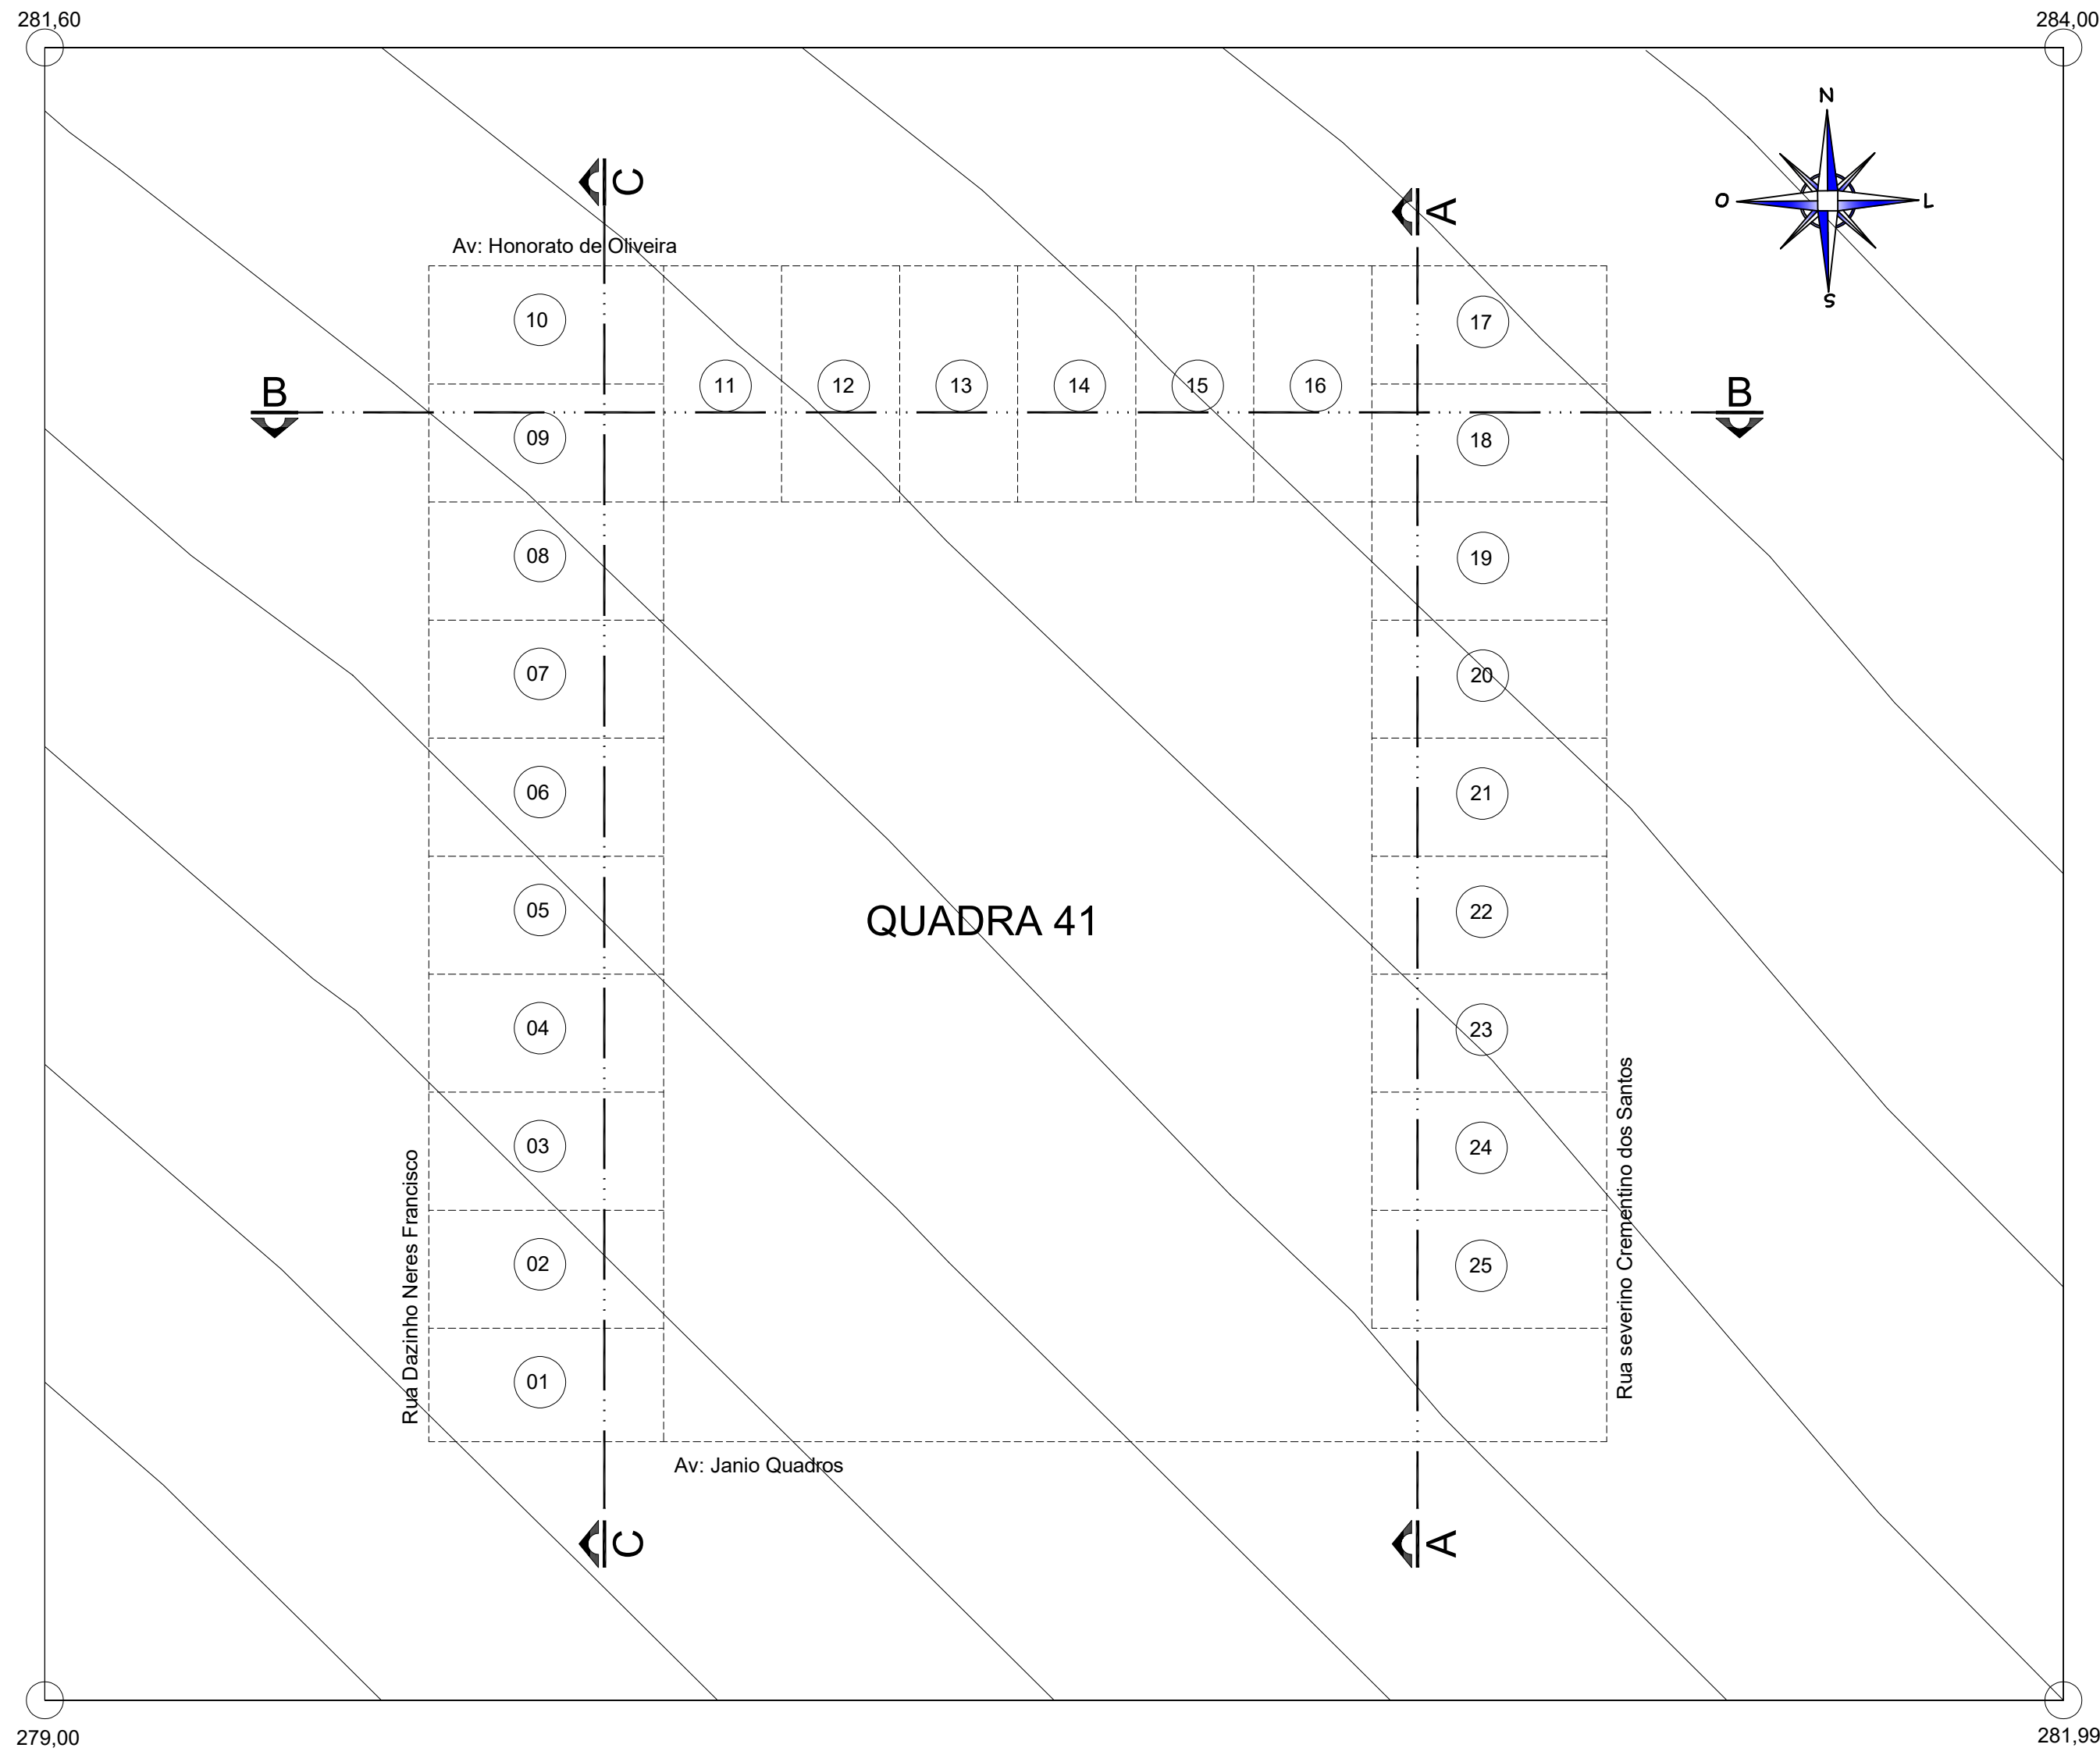 281,60
284,00
N
O
L
S
C
A
Av: Honorato de Oliveira
10
17
B
B
11
12
13
14
15
16
09
18
08
19
07
20
06
21
05
QUADRA 41
22
04
23
03
24
02
25
01
Rua Dazinho Neres Francisco
Rua severino Crementino dos Santos
Av: Janio Quadros
C
A
279,00
281,99